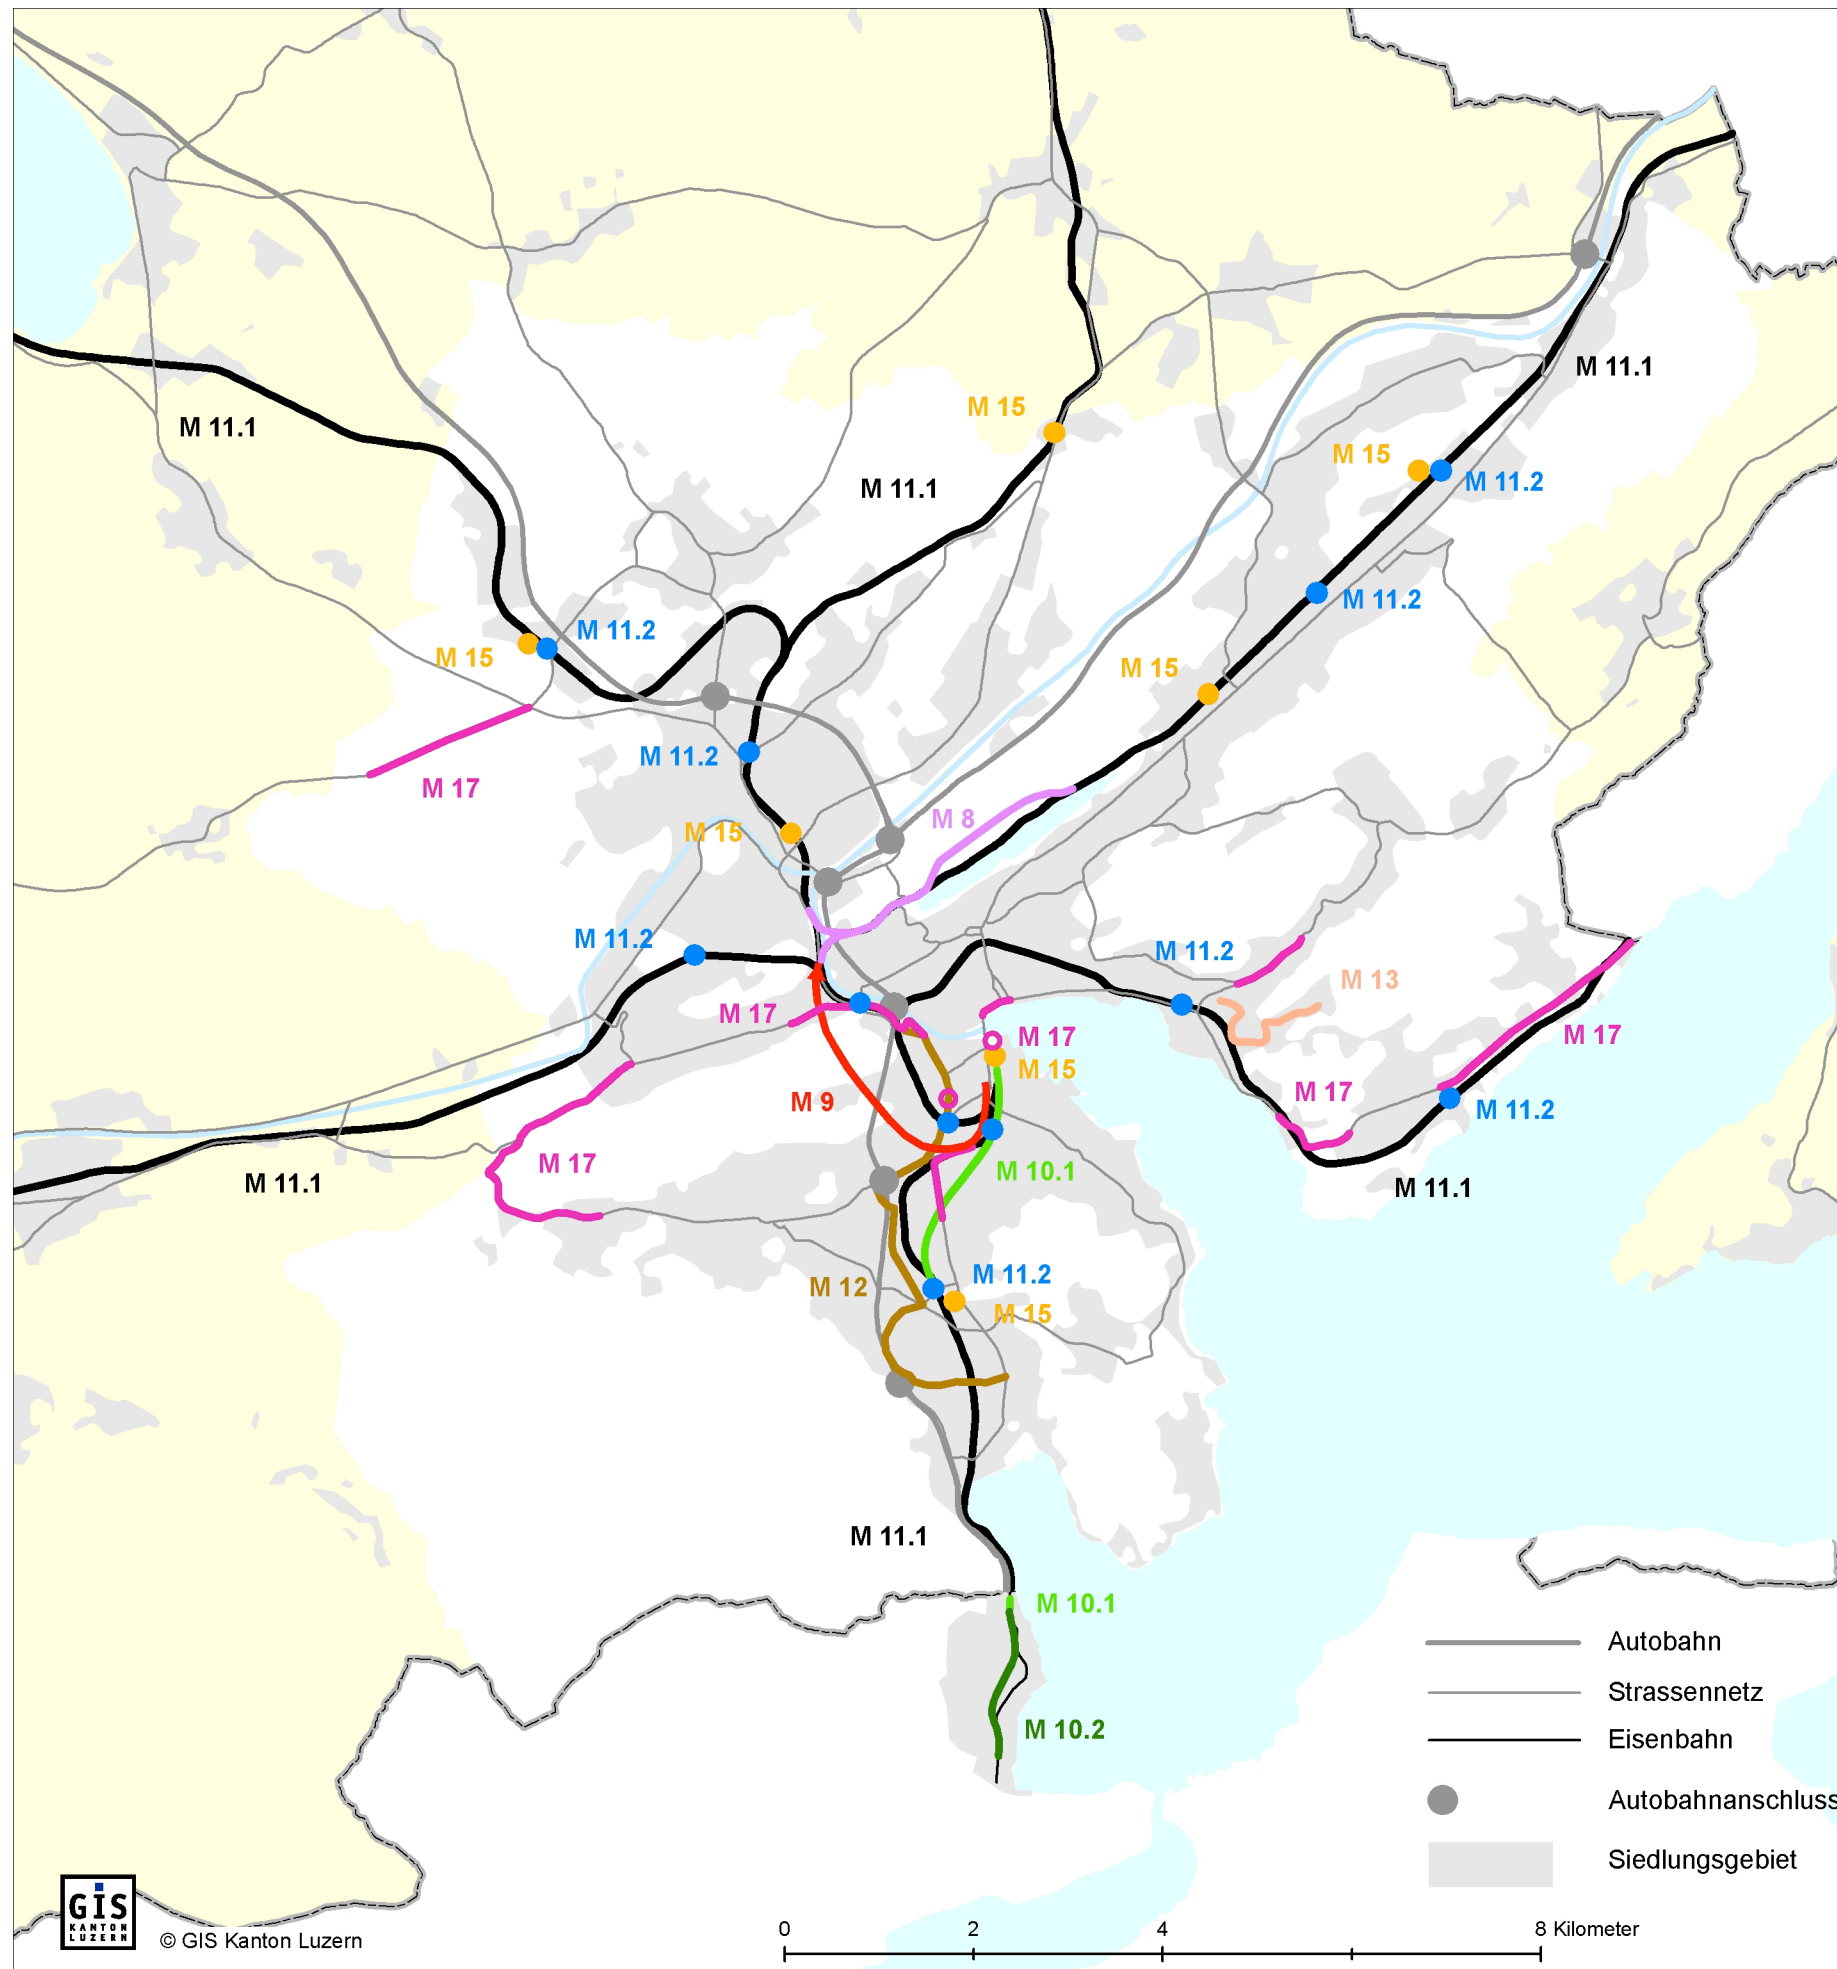 M 11.1
M 15
M 11.1
M 15
M 11.2
M 11.1
M 11.2
M 11.2
M 15
M 15
M 11.2
M 17
M 8
M 15
M 11.2
M 11.2
M 13
M 17
M 17
M 17
M 15
M 9
M 17
M 11.2
M 17
M 10.1
M 11.1
M 11.1
M 11.2
M 12
M 15
M 11.1
M 10.1
M 10.2
Autobahn
Strassennetz
Eisenbahn
Autobahnanschluss
Siedlungsgebiet
GIS
KANTON
LUZERN
© GIS Kanton Luzern
0 2 4 8 Kilometer